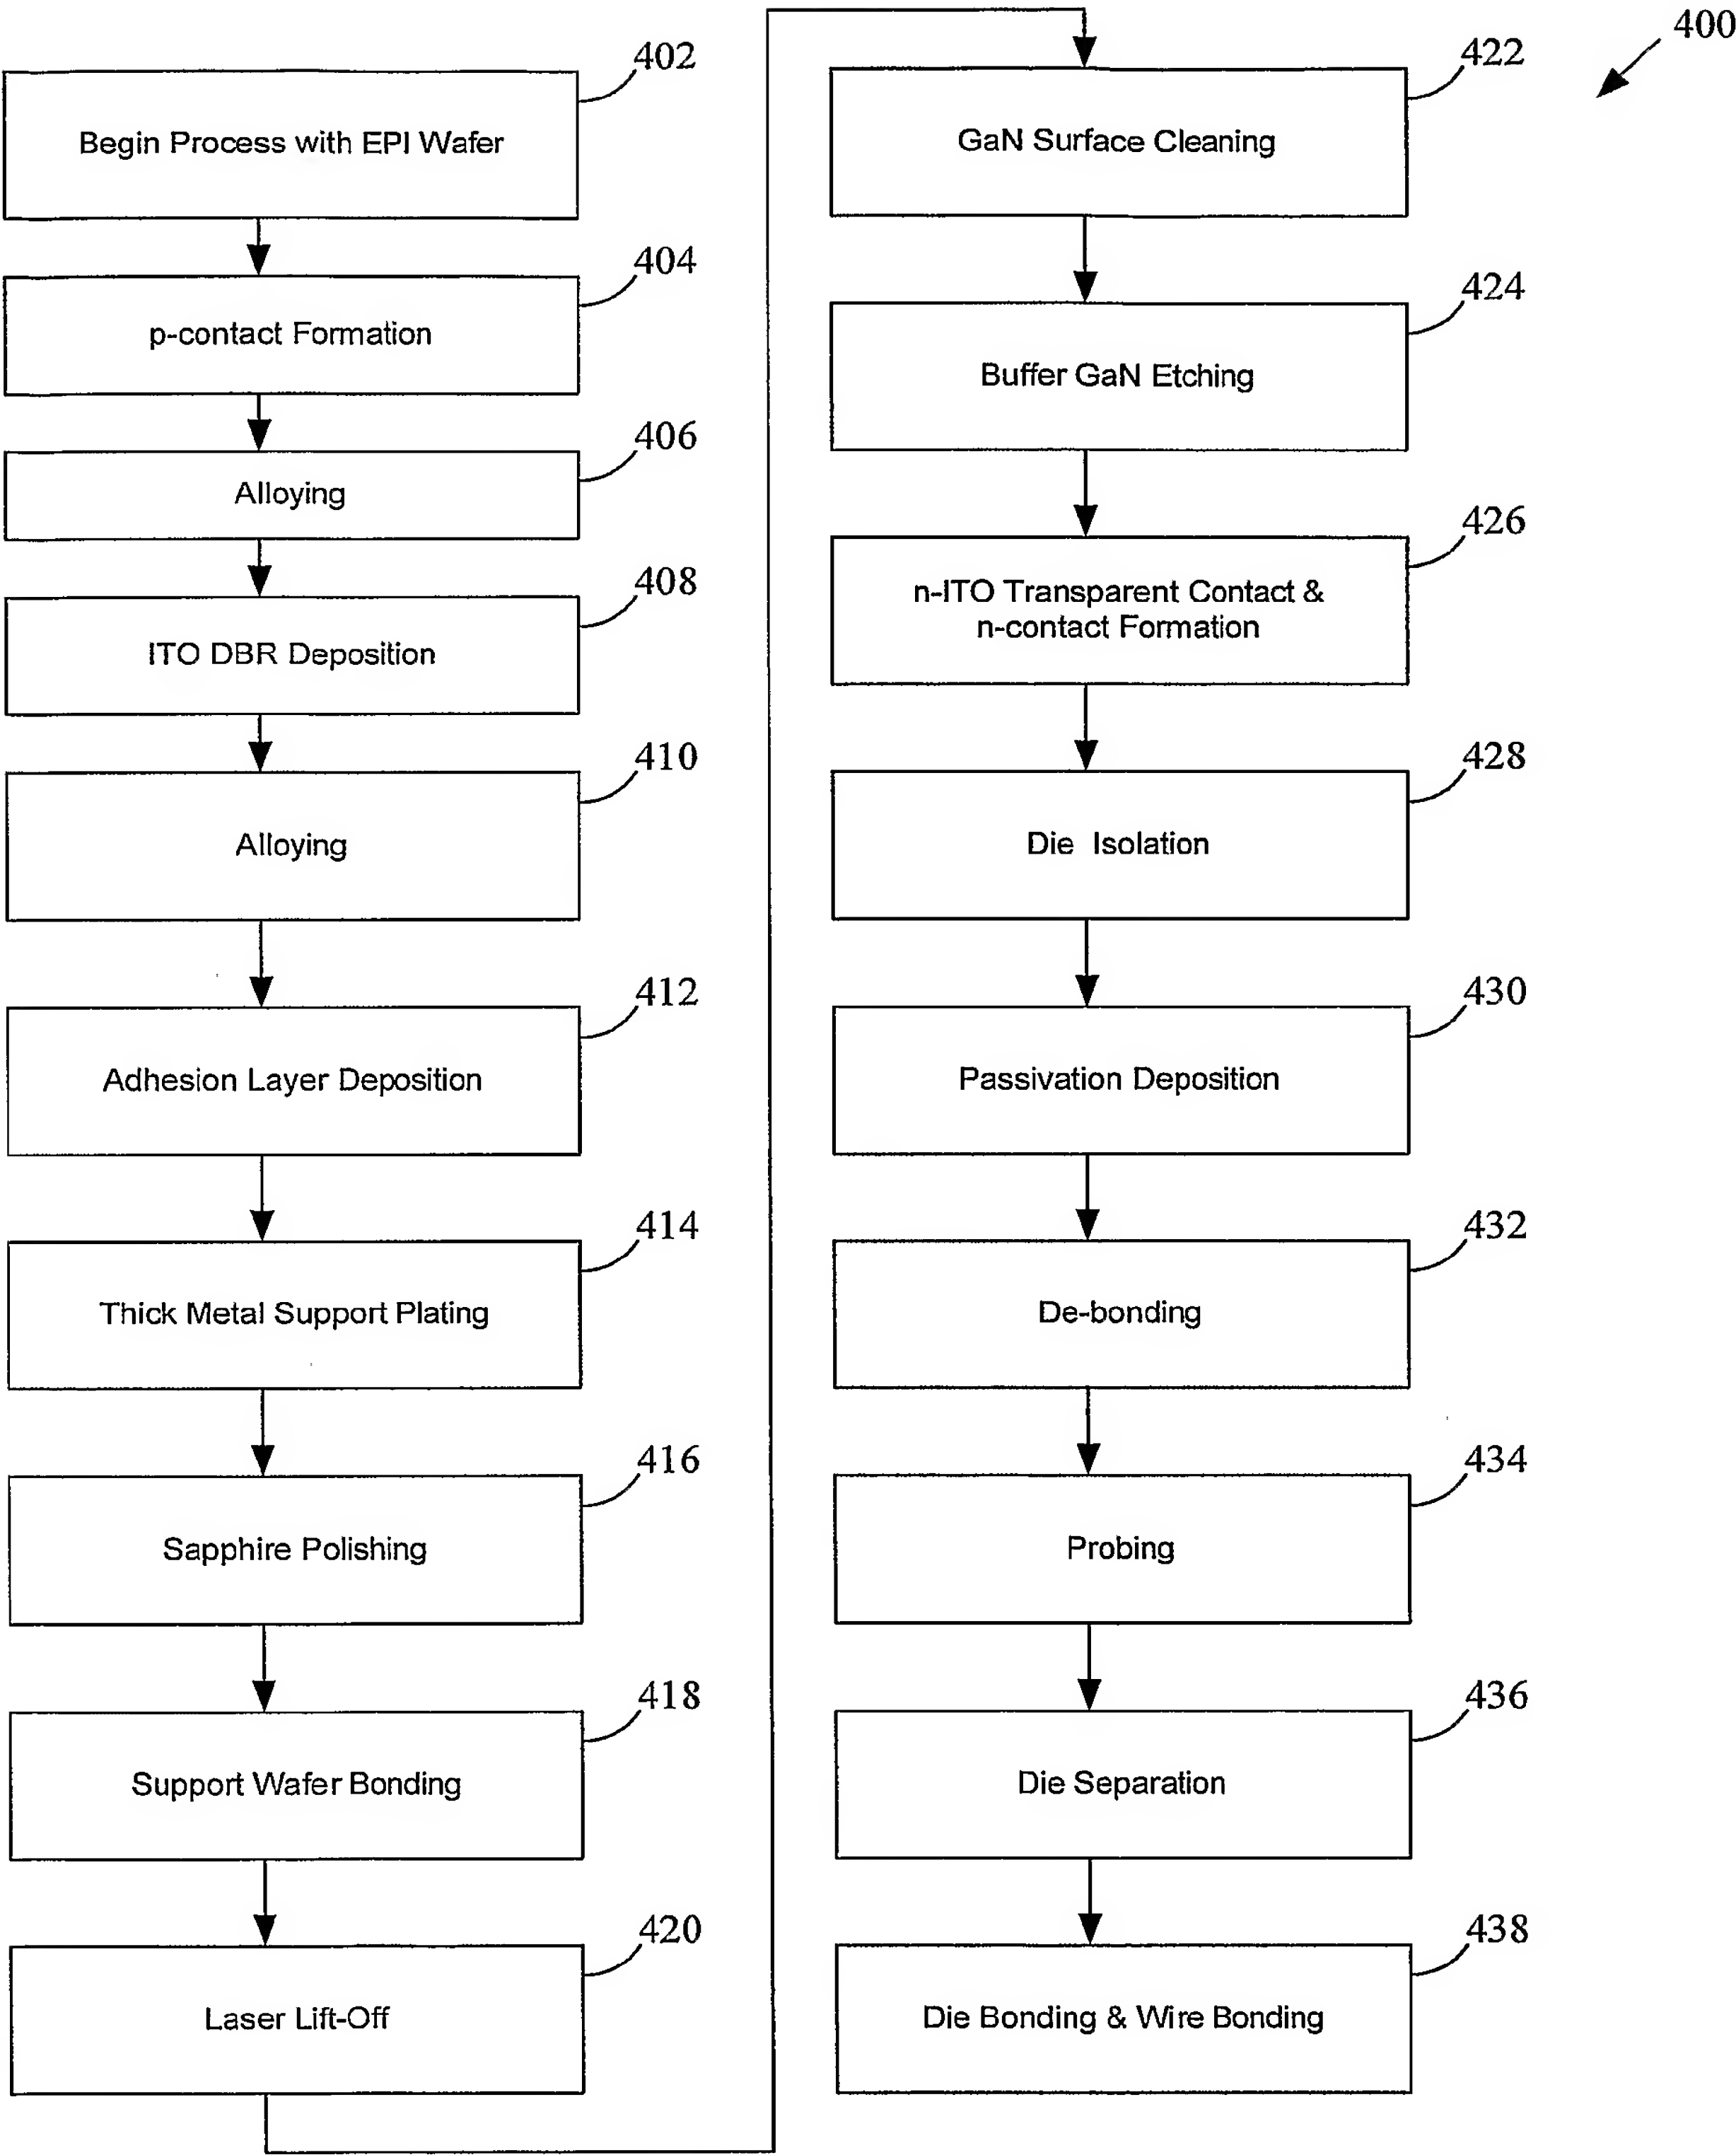 402
Begin Process with EPI Wafer
404
p-contact Formation
406
Alloying
408
ITO DBR Deposition
410
Alloying
412
Adhesion Layer Deposition
414
Thick Metal Support Plating
416
Sapphire Polishing
418
Support Wafer Bonding
420
Laser Lift-Off
400
422
GaN Surface Cleaning
424
Buffer GaN Etching
426
n-ITO Transparent Contact &
n-contact Formation
428
Die Isolation
430
Passivation Deposition
432
De-bonding
434
Probing
436
Die Separation
438
Die Bonding & Wire Bonding